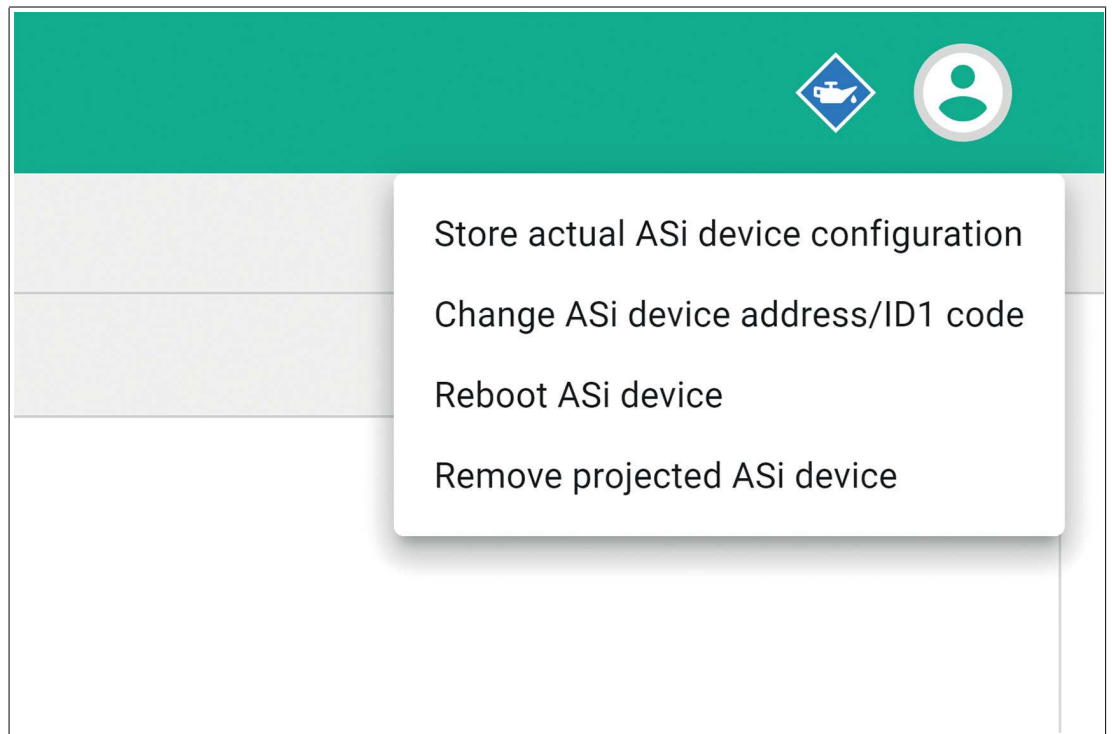 Store actual ASi device configuration
Change ASi device address/ID1 code
Reboot ASi device
Remove projected ASi device